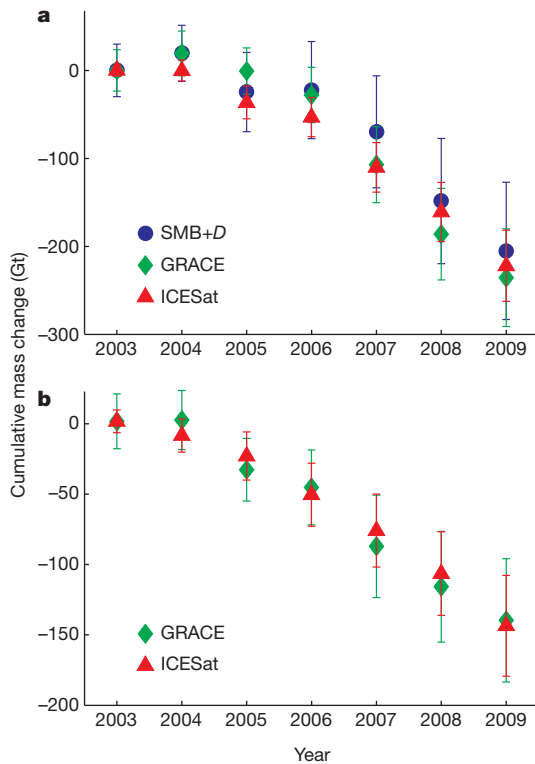 a
0
−100
−200
−300
SMB+D
GRACE
ICESat
2003 2004 2005 2006 2007 2008 2009
Cumulative mass change (Gt)
b
0
−50
−100
−150
−200
GRACE
ICESat
2003 2004 2005 2006 2007 2008 2009
Year